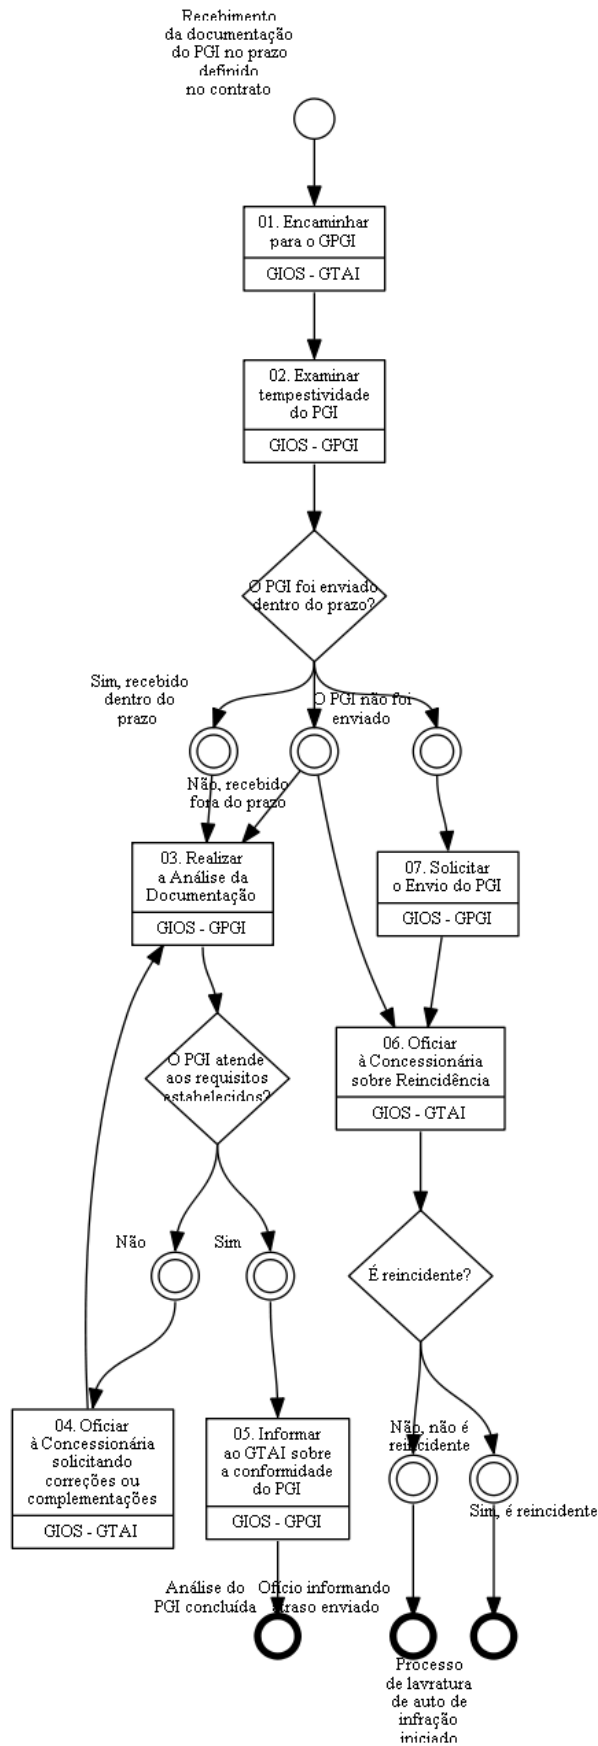 Recebimento
da documentação
do PGI no prazo
definido
no contrato
01. Encaminhar
para o GPGI
GIOS - GTAI
02. Examinar
tempestividade
do PGI
GIOS - GPGI
O PGI foi enviado
dentro do prazo?
Sim, recebido
dentro do
prazo
O PGI não foi
enviado
Não, recebido
fora do prazo
03. Realizar
a Análise da
Documentação
GIOS - GPGI
07. Solicitar
o Envio do PGI
GIOS - GPGI
06. Oficiar
à Concessionária
sobre Reincidência
GIOS - GTAI
O PGI atende
aos requisitos
estabelecidos?
Não
Sim
É reincidente?
04. Oficiar
à Concessionária
solicitando
correções ou
complementações
GIOS - GTAI
05. Informar
ao GTAI sobre
a conformidade
do PGI
GIOS - GPGI
Não, não é
reincidente
Sim, é reincidente
Análise do
PGI concluída
Ofício informando
atraso enviado
Processo
de lavratura
de auto de
infração
iniciado